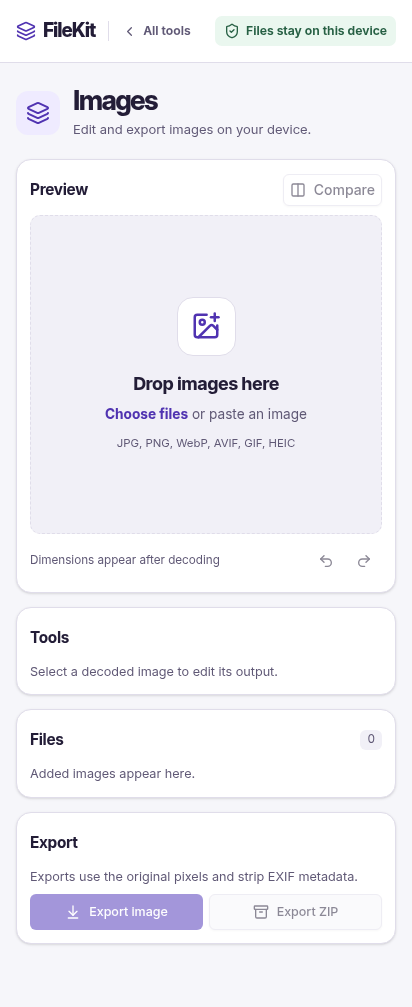 FileKit
All tools
Files stay on this device
Images
Edit and export images on your device.
Preview
Compare
Drop images here
Choose files or paste an image
JPG, PNG, WebP, AVIF, GIF, HEIC
Dimensions appear after decoding
Tools
Select a decoded image to edit its output.
Files
0
Added images appear here.
Export
Exports use the original pixels and strip EXIF metadata.
Export Image
Export ZIP